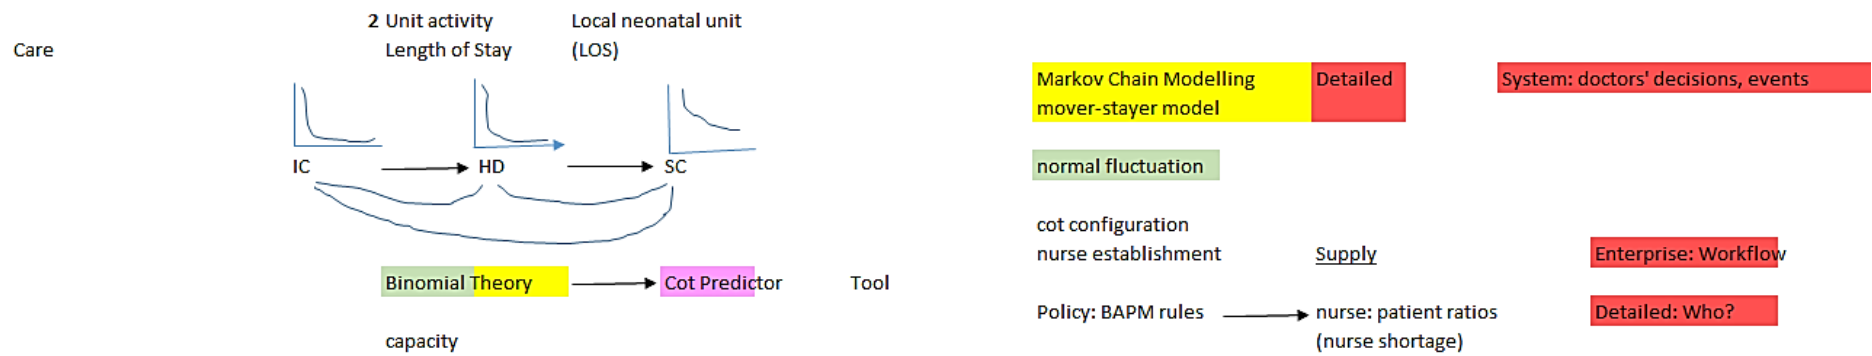 2 Unit activity Local neonatal unit
Care Length of Stay (LOS)
Markov Chain Modelling Detailed System: doctors' decisions, events
mover-stayer model
IC HD SC normal fluctuation
cot configuration
nurse establishment Supply Enterprise: Workflow
Binomial Theory Cot Predictor Tool
Policy: BAPM rules nurse: patient ratios Detailed: Who?
capacity (nurse shortage)